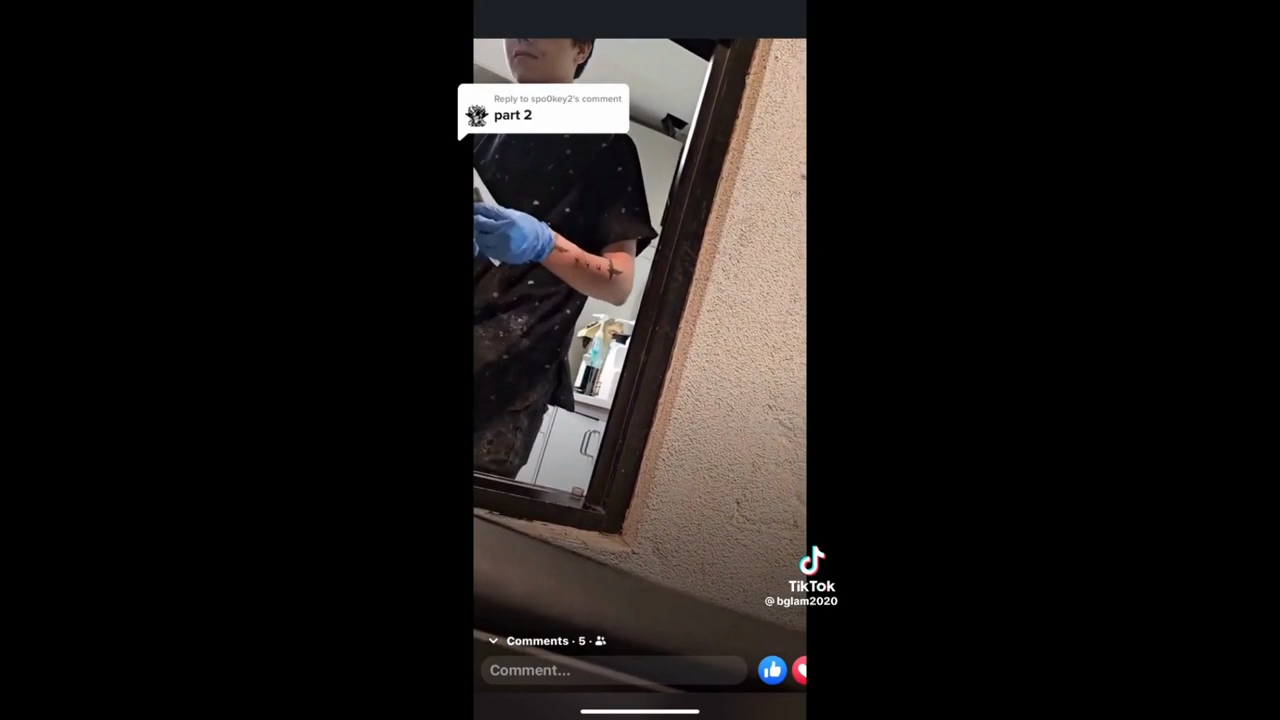 Reply to spo0key2's comment
part 2
TikTok
@bglam2020
Comments · 5 ·
Comment...